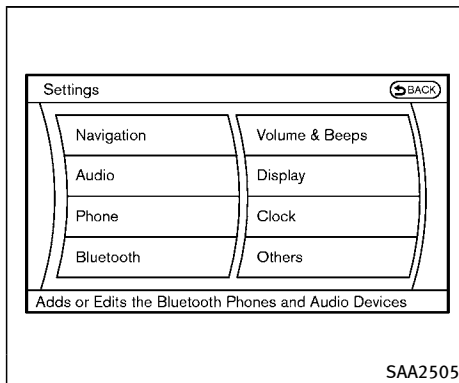 Settings
BACK
Navigation
Volume & Beeps
Audio
Display
Phone
Clock
Bluetooth
Others
Adds or Edits the Bluetooth Phones and Audio Devices
SAA2505